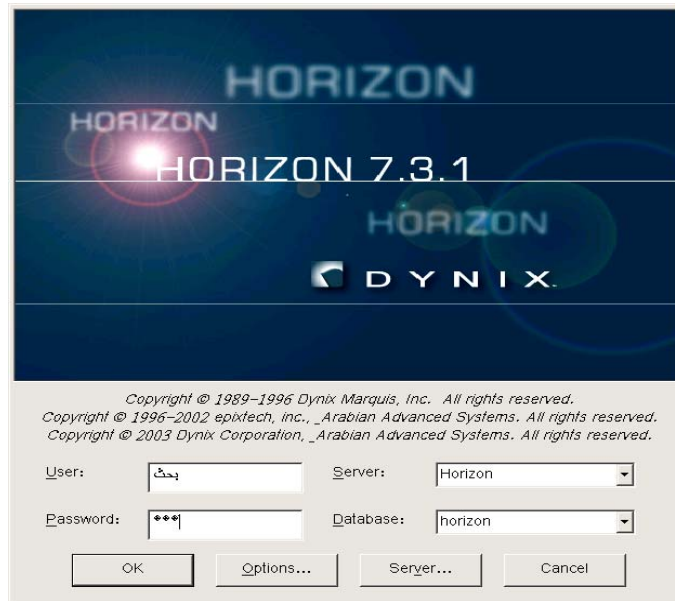 HORIZON
HORIZON
HORIZON 7.3.1
HORIZON
DYNIX
Copyright © 1989-1996 Dynix Marquis, Inc. All rights reserved.
Copyright © 1996-2002 epixtech, inc., _Arabian Advanced Systems. All rights reserved.
Copyright © 2003 Dynix Corporation, _Arabian Advanced Systems. All rights reserved.
User: بحث Server: Horizon
Password: *** Database: horizon
OK Options... Server... Cancel